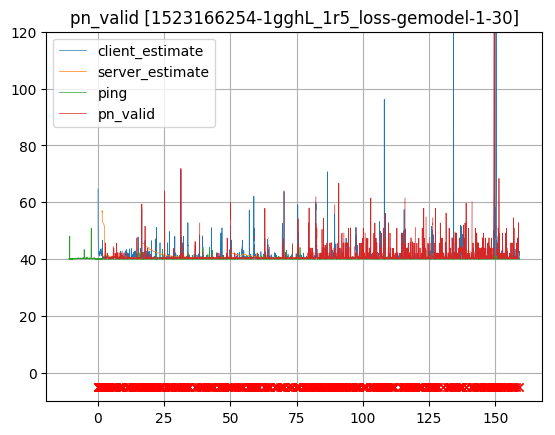 pn_valid [1523166254-1gghL_1r5_loss-gemodel-1-30]
client_estimate
server_estimate
ping
pn_valid
120
100
80
60
40
20
0
0 25 50 75 100 125 150